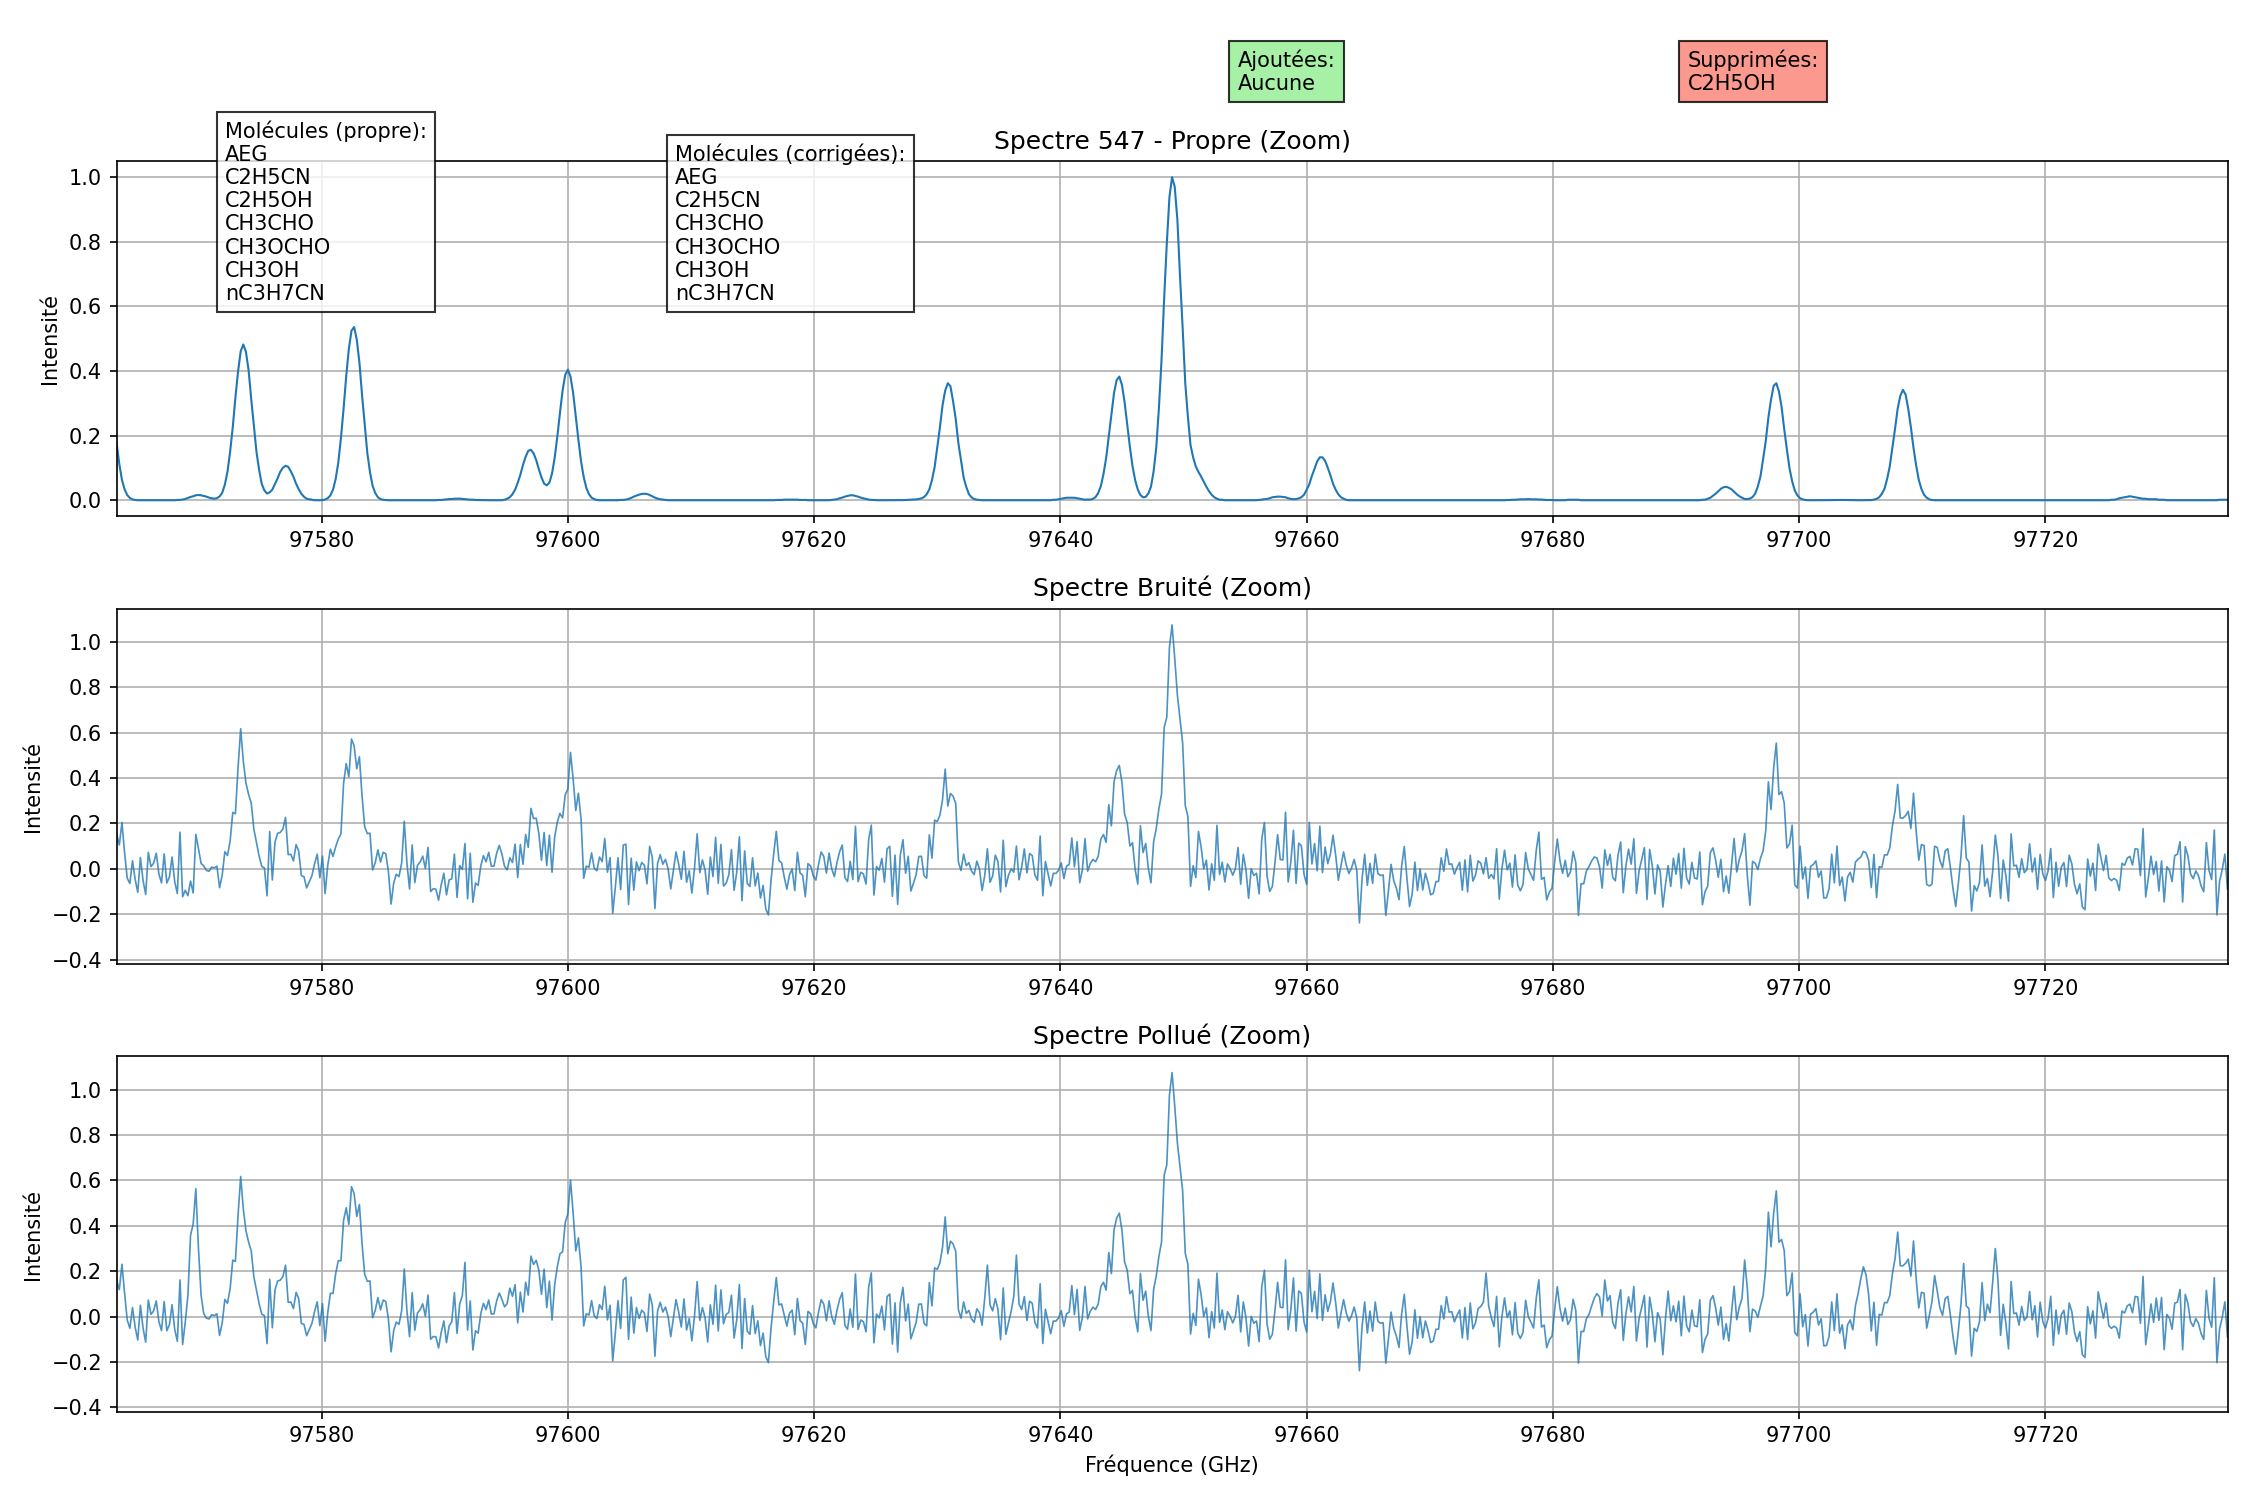 Ajoutées:
Aucune
Supprimées:
C2H5OH
Molécules (propre):
AEG
C2H5CN
C2H5OH
CH3CHO
CH3OCHO
CH3OH
nC3H7CN
Molécules (corrigées):
AEG
C2H5CN
CH3CHO
CH3OCHO
CH3OH
nC3H7CN
Spectre 547 - Propre (Zoom)
Intensité
1.0
0.8
0.6
0.4
0.2
0.0
97580 97600 97620 97640 97660 97680 97700 97720
Spectre Bruité (Zoom)
Intensité
1.0
0.8
0.6
0.4
0.2
0.0
−0.2
−0.4
97580 97600 97620 97640 97660 97680 97700 97720
Spectre Pollué (Zoom)
Intensité
1.0
0.8
0.6
0.4
0.2
0.0
−0.2
−0.4
97580 97600 97620 97640 97660 97680 97700 97720
Fréquence (GHz)